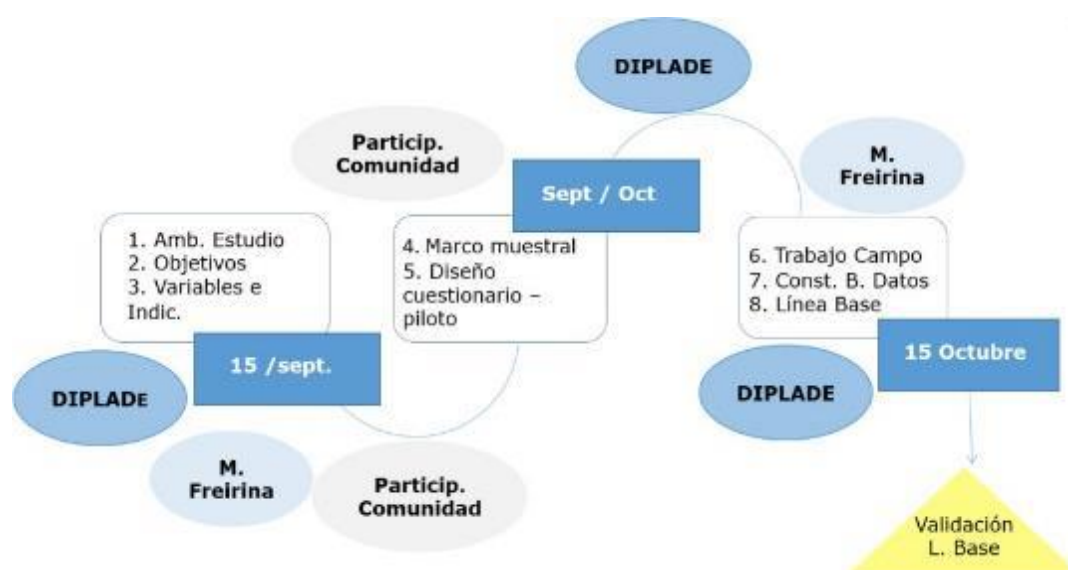 DIPLADE
Particip.
Comunidad
M.
Freirina
Sept / Oct
1. Amb. Estudio
2. Objetivos
3. Variables e
Indic.
4. Marco muestral
5. Diseño
cuestionario –
piloto
6. Trabajo Campo
7. Const. B. Datos
8. Línea Base
15 /sept.
15 Octubre
DIPLADE
DIPLADE
M.
Freirina
Particip.
Comunidad
Validación
L. Base